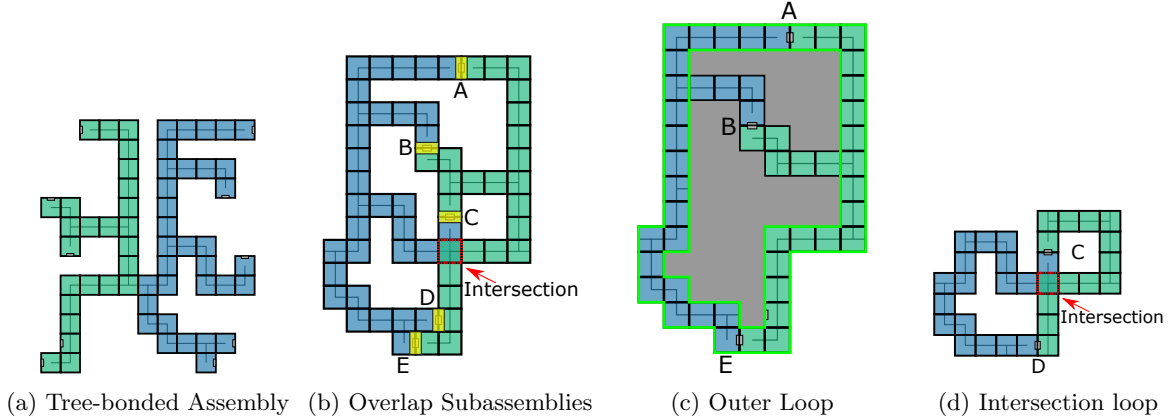 A
B
C
Intersection
D
E
A
B
E
C
Intersection
D
(a) Tree-bonded Assembly
(b) Overlap Subassemblies
(c) Outer Loop
(d) Intersection loop